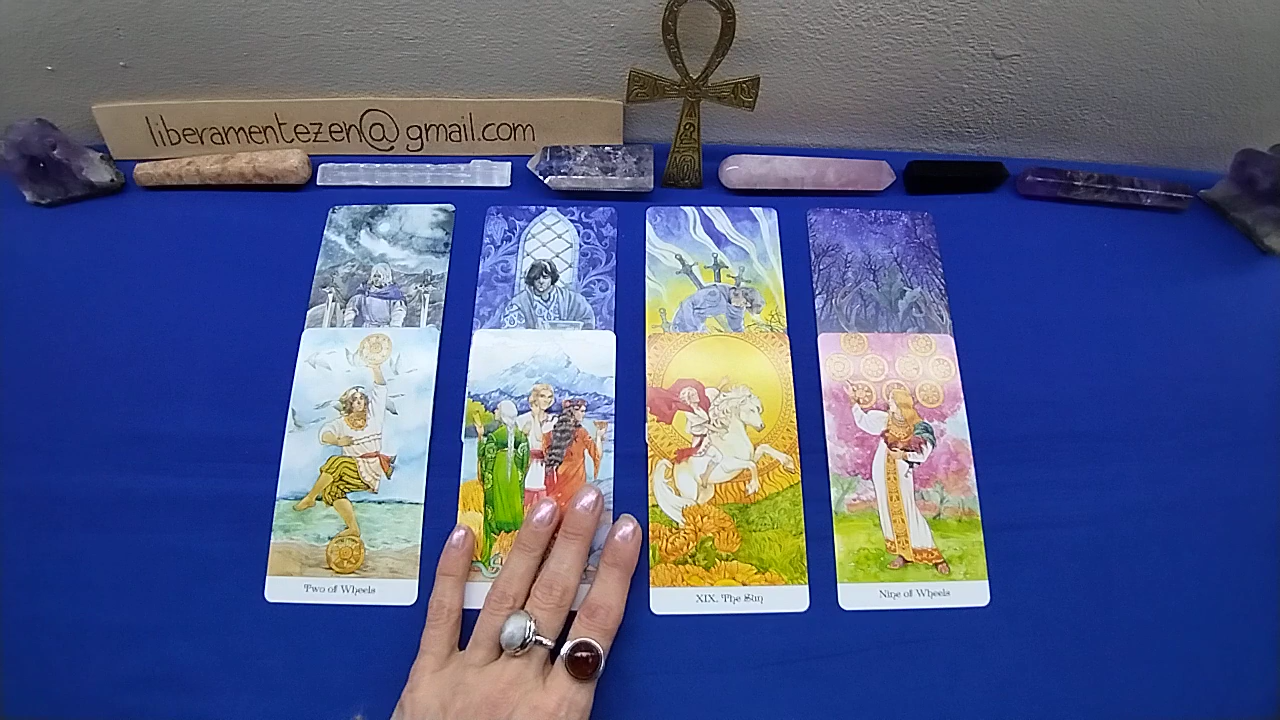 liberamentezen@gmail.com
Two of Wheels
XIX. The Sun
Nine of Wheels